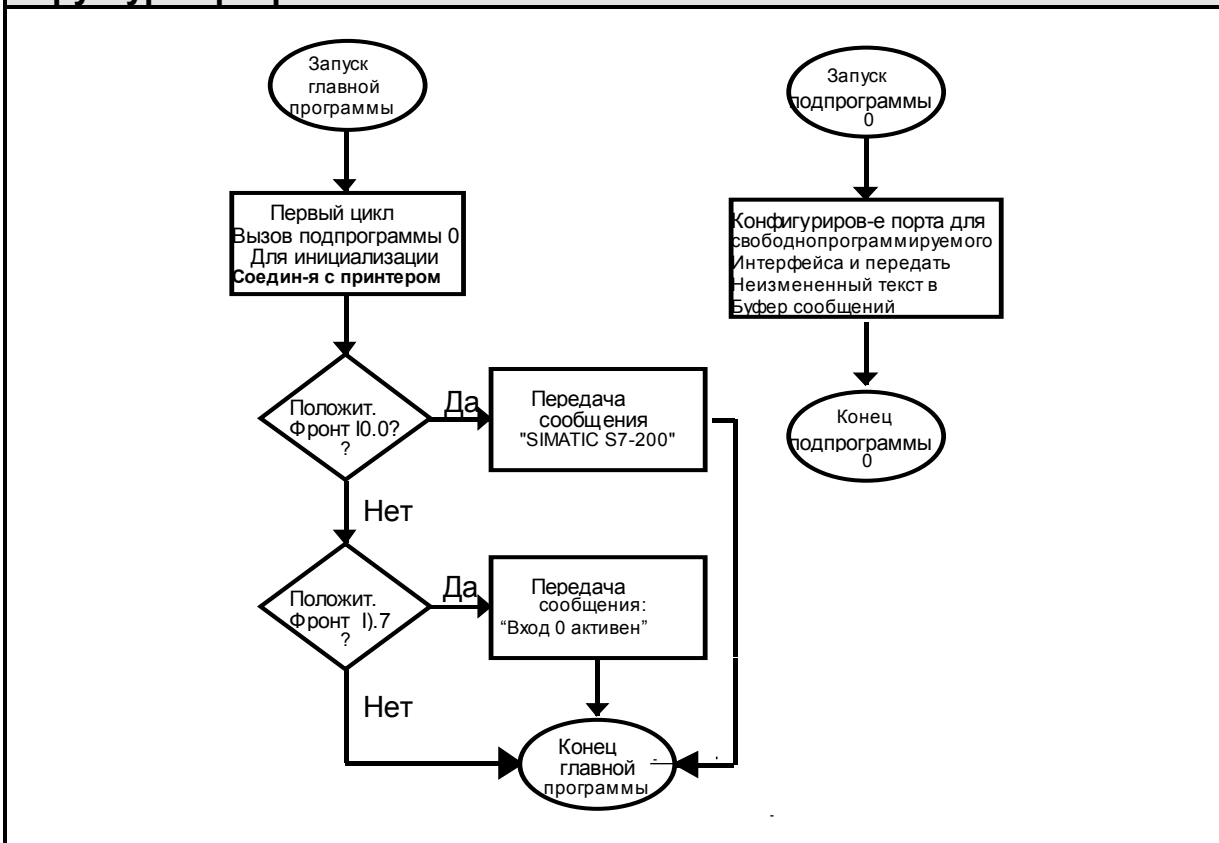 Запуск
главной
программы
Первый цикл
Вызов подпрограммы 0
Для инициализации
Соедин-я с принтером
Положит.
Фронт I0.0?
?
Да
Передача
сообщения
"SIMATIC S7-200"
Нет
Положит.
Фронт I).7
?
Да
Передача
сообщения:
“Вход 0 активен”
Нет
Конец
главной
программы
Запуск
подпрограммы
0
Конфигуриров-е порта для
свободнопрограммируемого
Интерфейса и передать
Неизмененный текст в
Буфер сообщений
Конец
подпрограммы
0